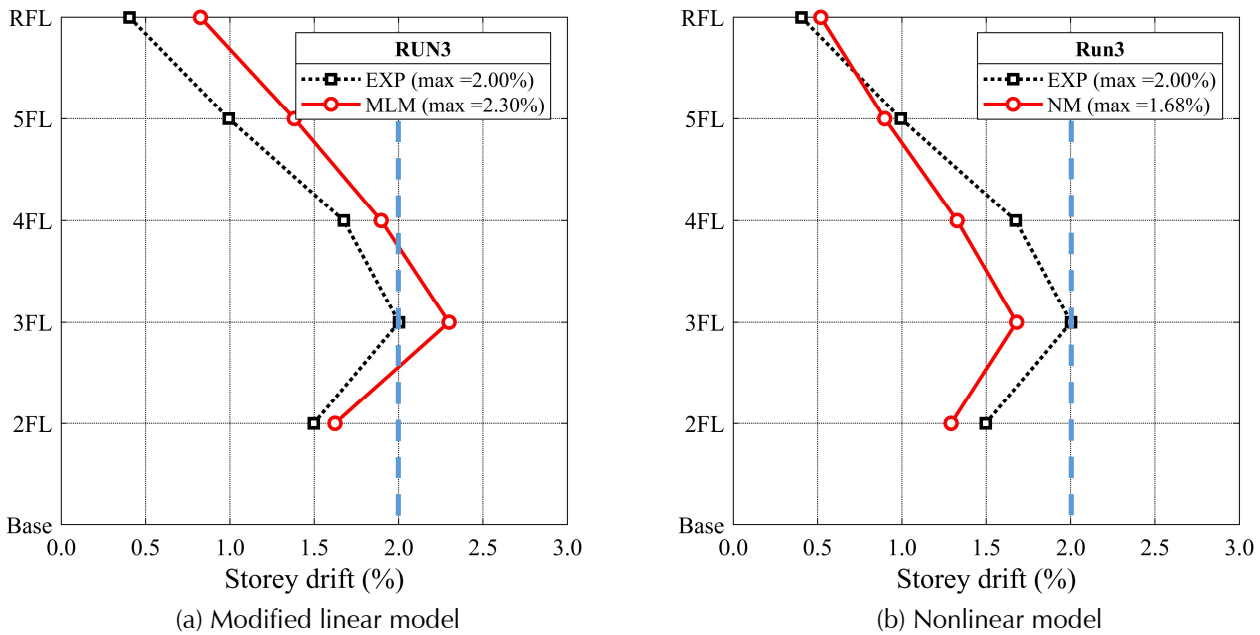 RFL
5FL
4FL
3FL
2FL
Base
0.0 0.5 1.0 1.5 2.0 2.5 3.0
Storey drift (%)
RUN3
EXP (max =2.00%)
MLM (max =2.30%)
(a) Modified linear model
RFL
5FL
4FL
3FL
2FL
Base
0.0 0.5 1.0 1.5 2.0 2.5 3.0
Storey drift (%)
Run3
EXP (max =2.00%)
NM (max =1.68%)
(b) Nonlinear model